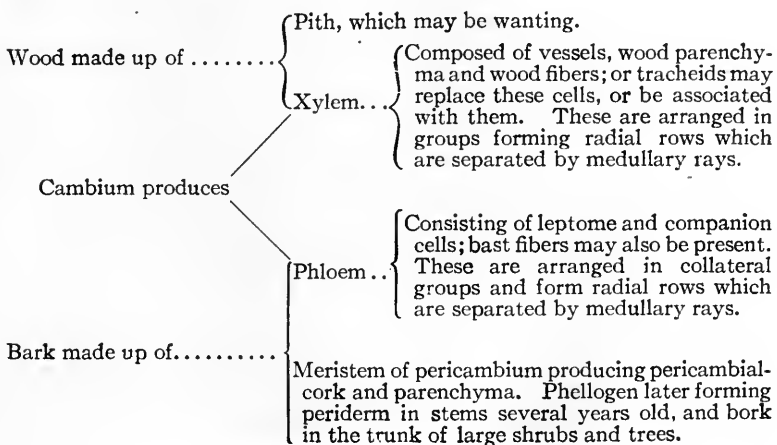 Pith, which may be wanting.
Wood made up of ........
Xylem...
Composed of vessels, wood parenchy-
ma and wood fibers; or tracheids may
replace these cells, or be associated
with them. These are arranged in
groups forming radial rows which
are separated by medullary rays.
Cambium produces
Phloem..
Consisting of leptome and companion
cells; bast fibers may also be present.
These are arranged in collateral
groups and form radial rows which
are separated by medullary rays.
Bark made up of..........
Meristem of pericambium producing pericambial-
cork and parenchyma. Phellogen later forming
periderm in stems several years old, and bork
in the trunk of large shrubs and trees.